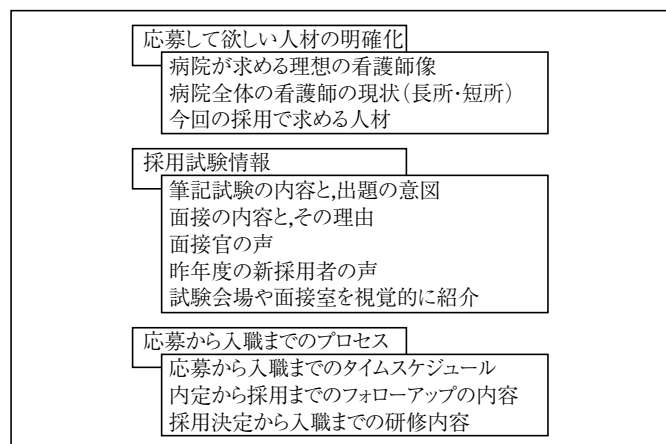 応募して欲しい人材の明確化
病院が求める理想の看護師像
病院全体の看護師の現状(長所・短所)
今回の採用で求める人材
採用試験情報
筆記試験の内容と,出題の意図
面接の内容と,その理由
面接官の声
昨年度の新採用者の声
試験会場や面接室を視覚的に紹介
応募から入職までのプロセス
応募から入職までのタイムスケジュール
内定から採用までのフォローアップの内容
採用決定から入職までの研修内容